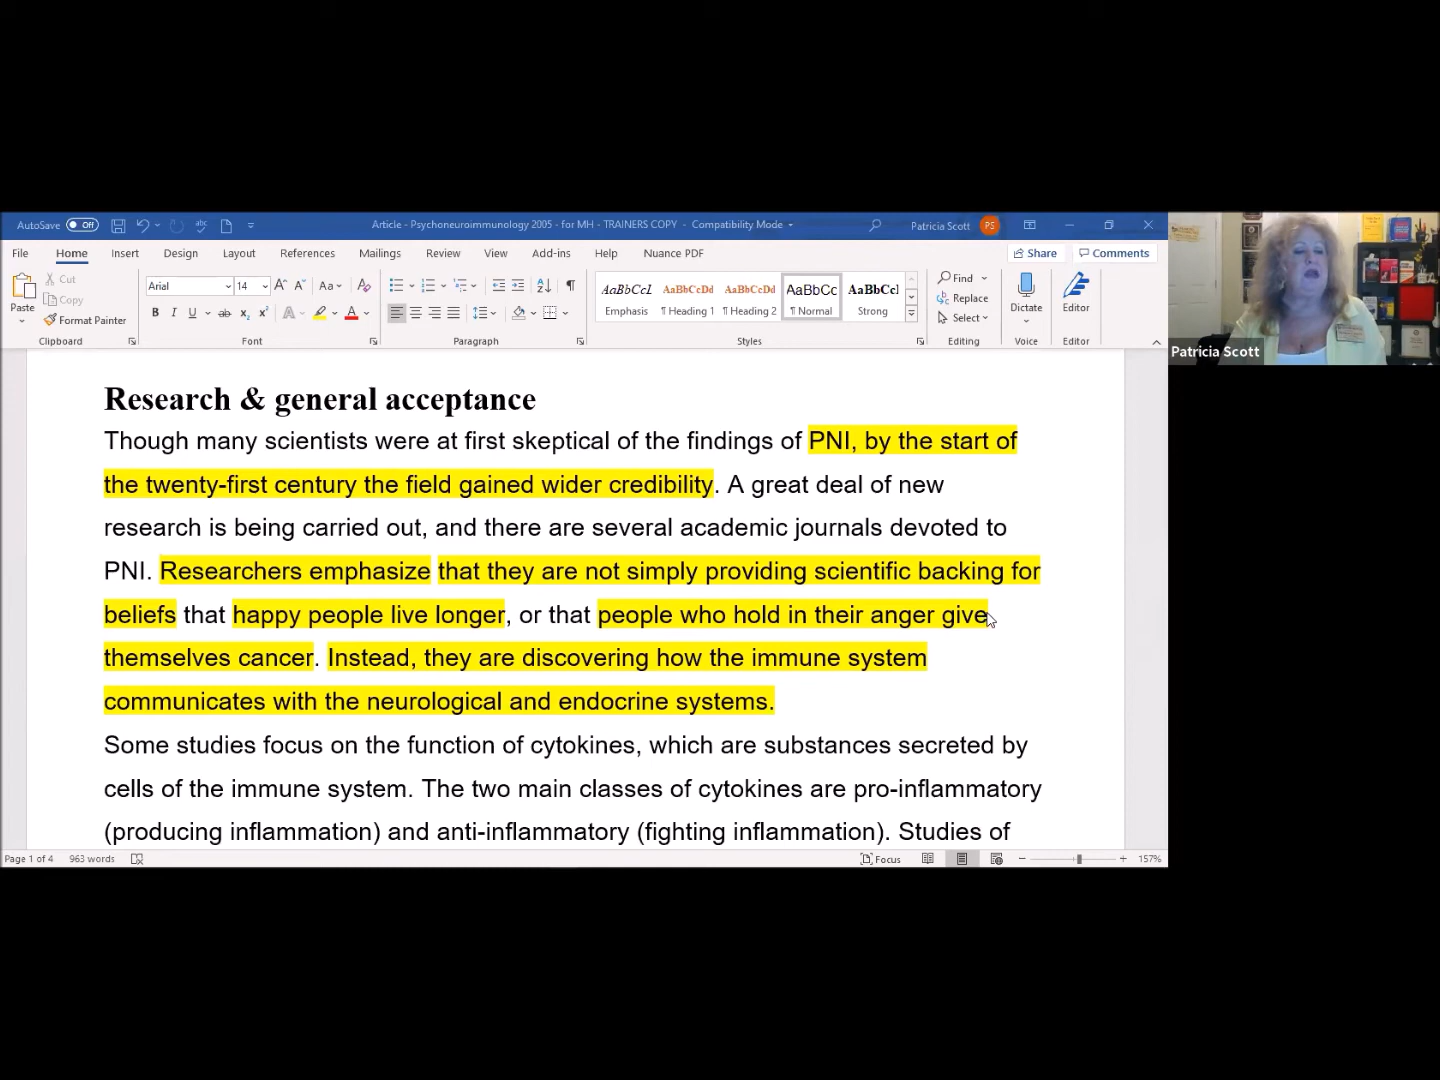 AutoSave Off
Article - Psychoneuroimmunology 2005 - for MH - TRAINERS COPY - Compatibility Mode
Patricia Scott PS
File Home Insert Design Layout References Mailings Review View Add-ins Help Nuance PDF Share Comments
Paste
Cut
Copy
Format Painter
Clipboard
Arial 14
B I U ab x₂ x²
Font
Paragraph
AaBbCcL AaBbCcDd AaBbCcDd AaBbCc AaBbCcl
Emphasis ¶ Heading 1 ¶ Heading 2 ¶ Normal Strong
Styles
Find
Replace
Select
Editing
Dictate
Voice
Editor
Editor
Patricia Scott
Research & general acceptance
Though many scientists were at first skeptical of the findings of PNI, by the start of
the twenty-first century the field gained wider credibility. A great deal of new
research is being carried out, and there are several academic journals devoted to
PNI. Researchers emphasize that they are not simply providing scientific backing for
beliefs that happy people live longer, or that people who hold in their anger give
themselves cancer. Instead, they are discovering how the immune system
communicates with the neurological and endocrine systems.
Some studies focus on the function of cytokines, which are substances secreted by
cells of the immune system. The two main classes of cytokines are pro-inflammatory
(producing inflammation) and anti-inflammatory (fighting inflammation). Studies of
Page 1 of 4 963 words Focus 157%